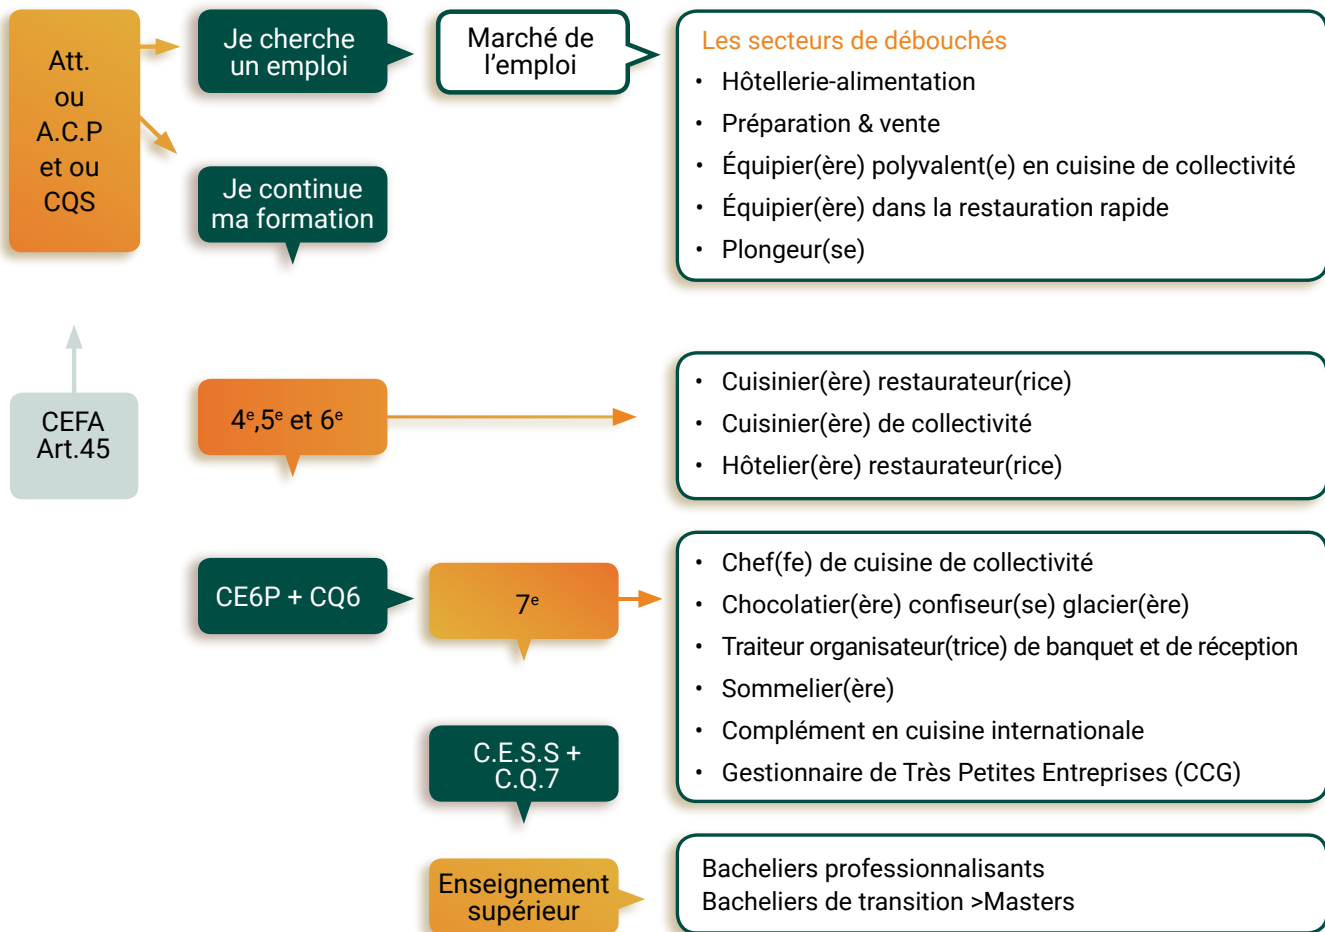 Att.
ou
A.C.P
et ou
CQS
Je cherche
un emploi
Marché de
l’emploi
Les secteurs de débouchés
• Hôtellerie-alimentation
• Préparation & vente
• Équipier(ère) polyvalent(e) en cuisine de collectivité
• Équipier(ère) dans la restauration rapide
• Plongeur(se)
Je continue
ma formation
CEFA
Art.45
4ᵉ,5ᵉ et 6ᵉ
• Cuisinier(ère) restaurateur(rice)
• Cuisinier(ère) de collectivité
• Hôtelier(ère) restaurateur(rice)
CE6P + CQ6
7ᵉ
• Chef(fe) de cuisine de collectivité
• Chocolatier(ère) confiseur(se) glacier(ère)
• Traiteur organisateur(trice) de banquet et de réception
• Sommelier(ère)
• Complément en cuisine internationale
• Gestionnaire de Très Petites Entreprises (CCG)
C.E.S.S +
C.Q.7
Enseignement
supérieur
Bacheliers professionnalisants
Bacheliers de transition >Masters